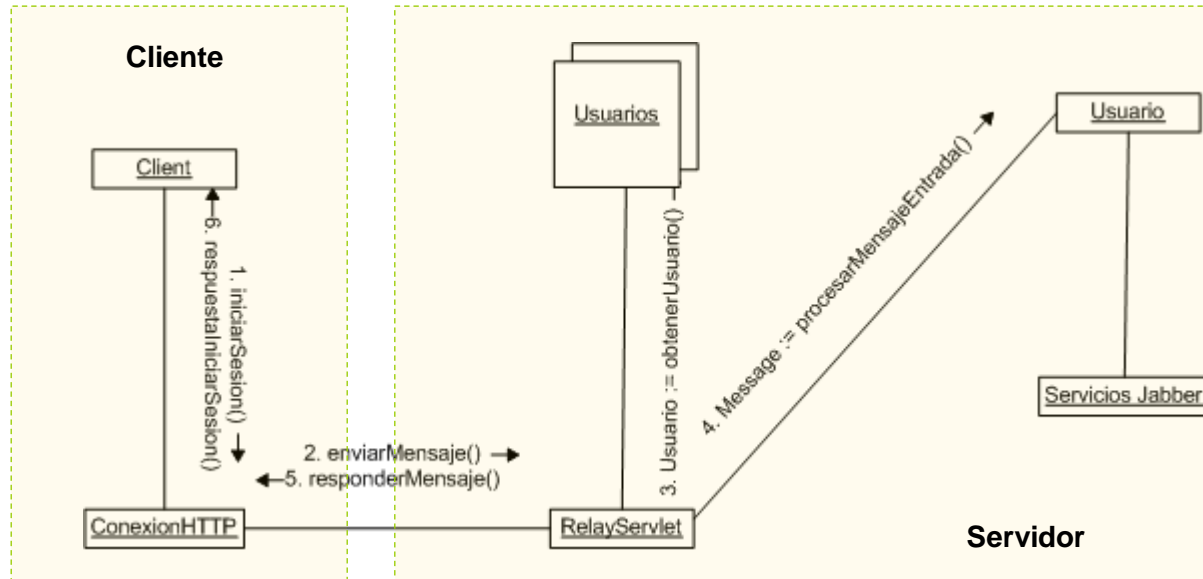 Cliente
Usuarios
Usuario
Client
6. respuestaIniciarSesion()
1. iniciarSesion()
3. Usuario := obtenerUsuario()
4. Message := procesarMensajeEntrada()
Servicios Jabber
2. enviarMensaje()
5. responderMensaje()
ConexionHTTP
RelayServlet
Servidor